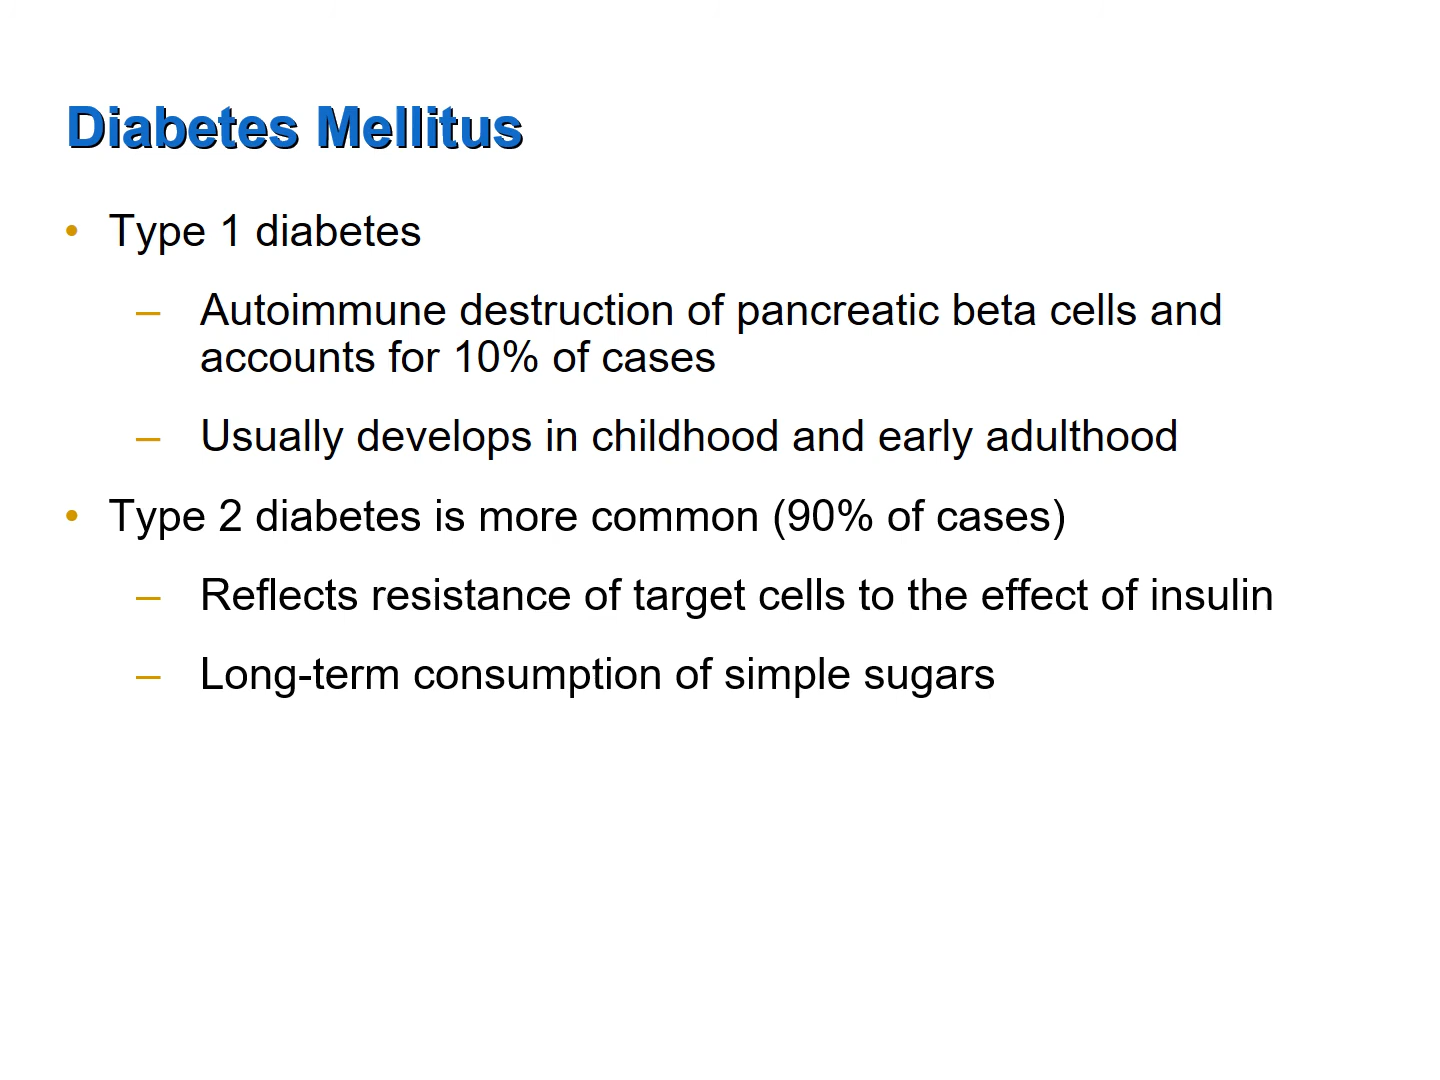 Diabetes Mellitus
• Type 1 diabetes
– Autoimmune destruction of pancreatic beta cells and
accounts for 10% of cases
– Usually develops in childhood and early adulthood
• Type 2 diabetes is more common (90% of cases)
– Reflects resistance of target cells to the effect of insulin
– Long-term consumption of simple sugars